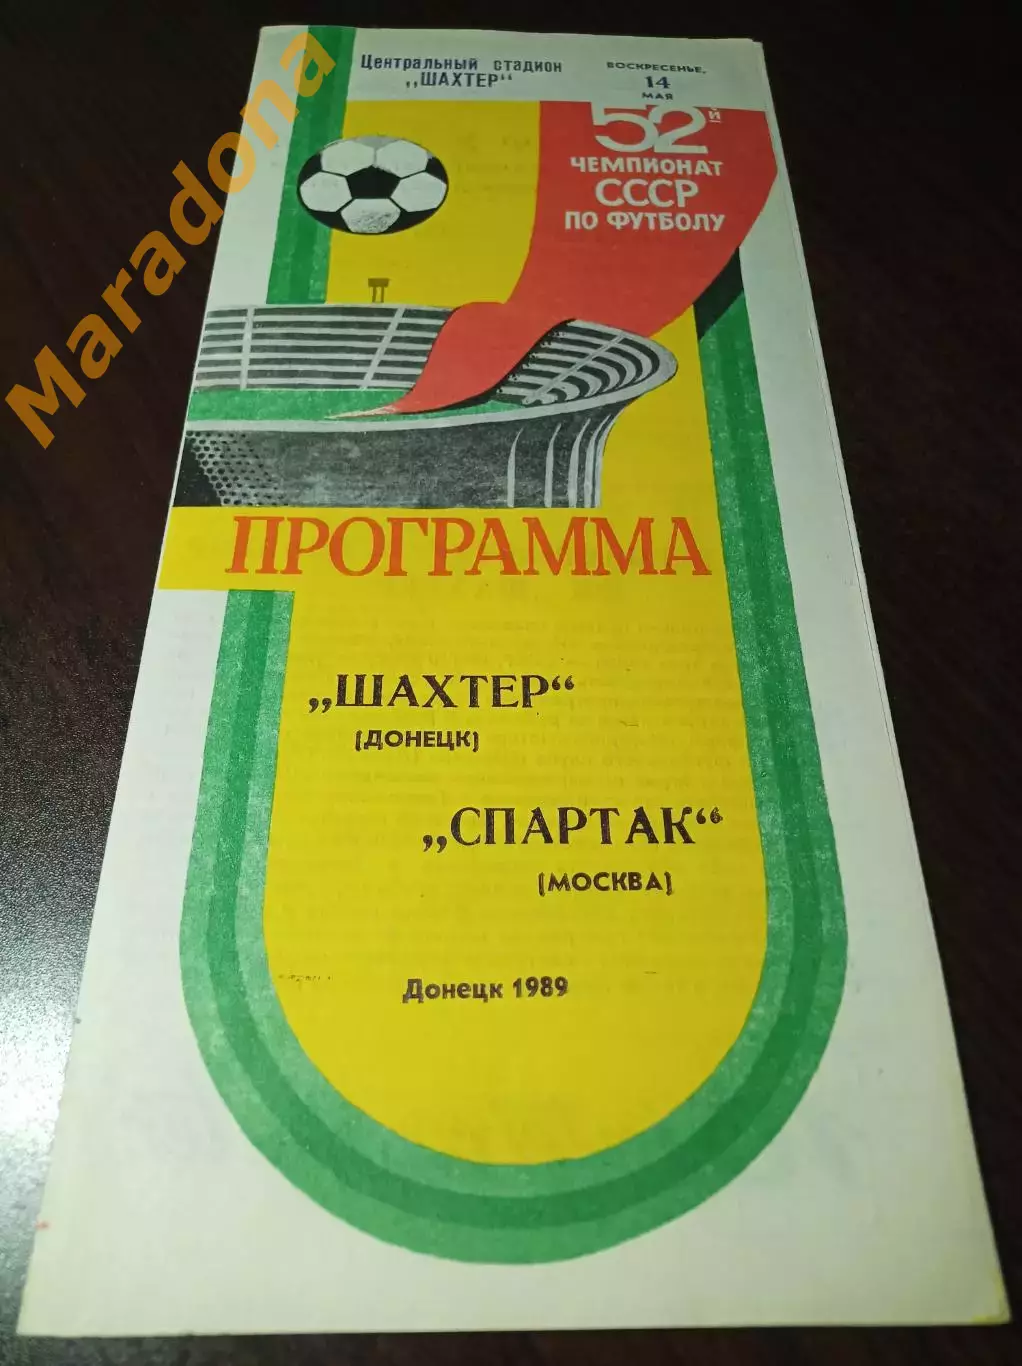 Maradona
Центральный стадион
„ШАХТЕР“
ВОСКРЕСЕНЬЕ,
14
МАЯ
52й
ЧЕМПИОНАТ
СССР
ПО ФУТБОЛУ
ПРОГРАММА
„ШАХТЕР“
(ДОНЕЦК)
„СПАРТАК“
(МОСКВА)
Донецк 1989